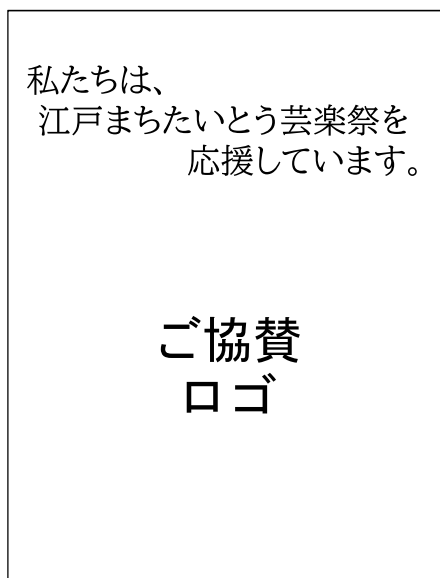 私たちは、
江戸まちたいとう芸楽祭を
応援しています。
ご協賛
ロゴ